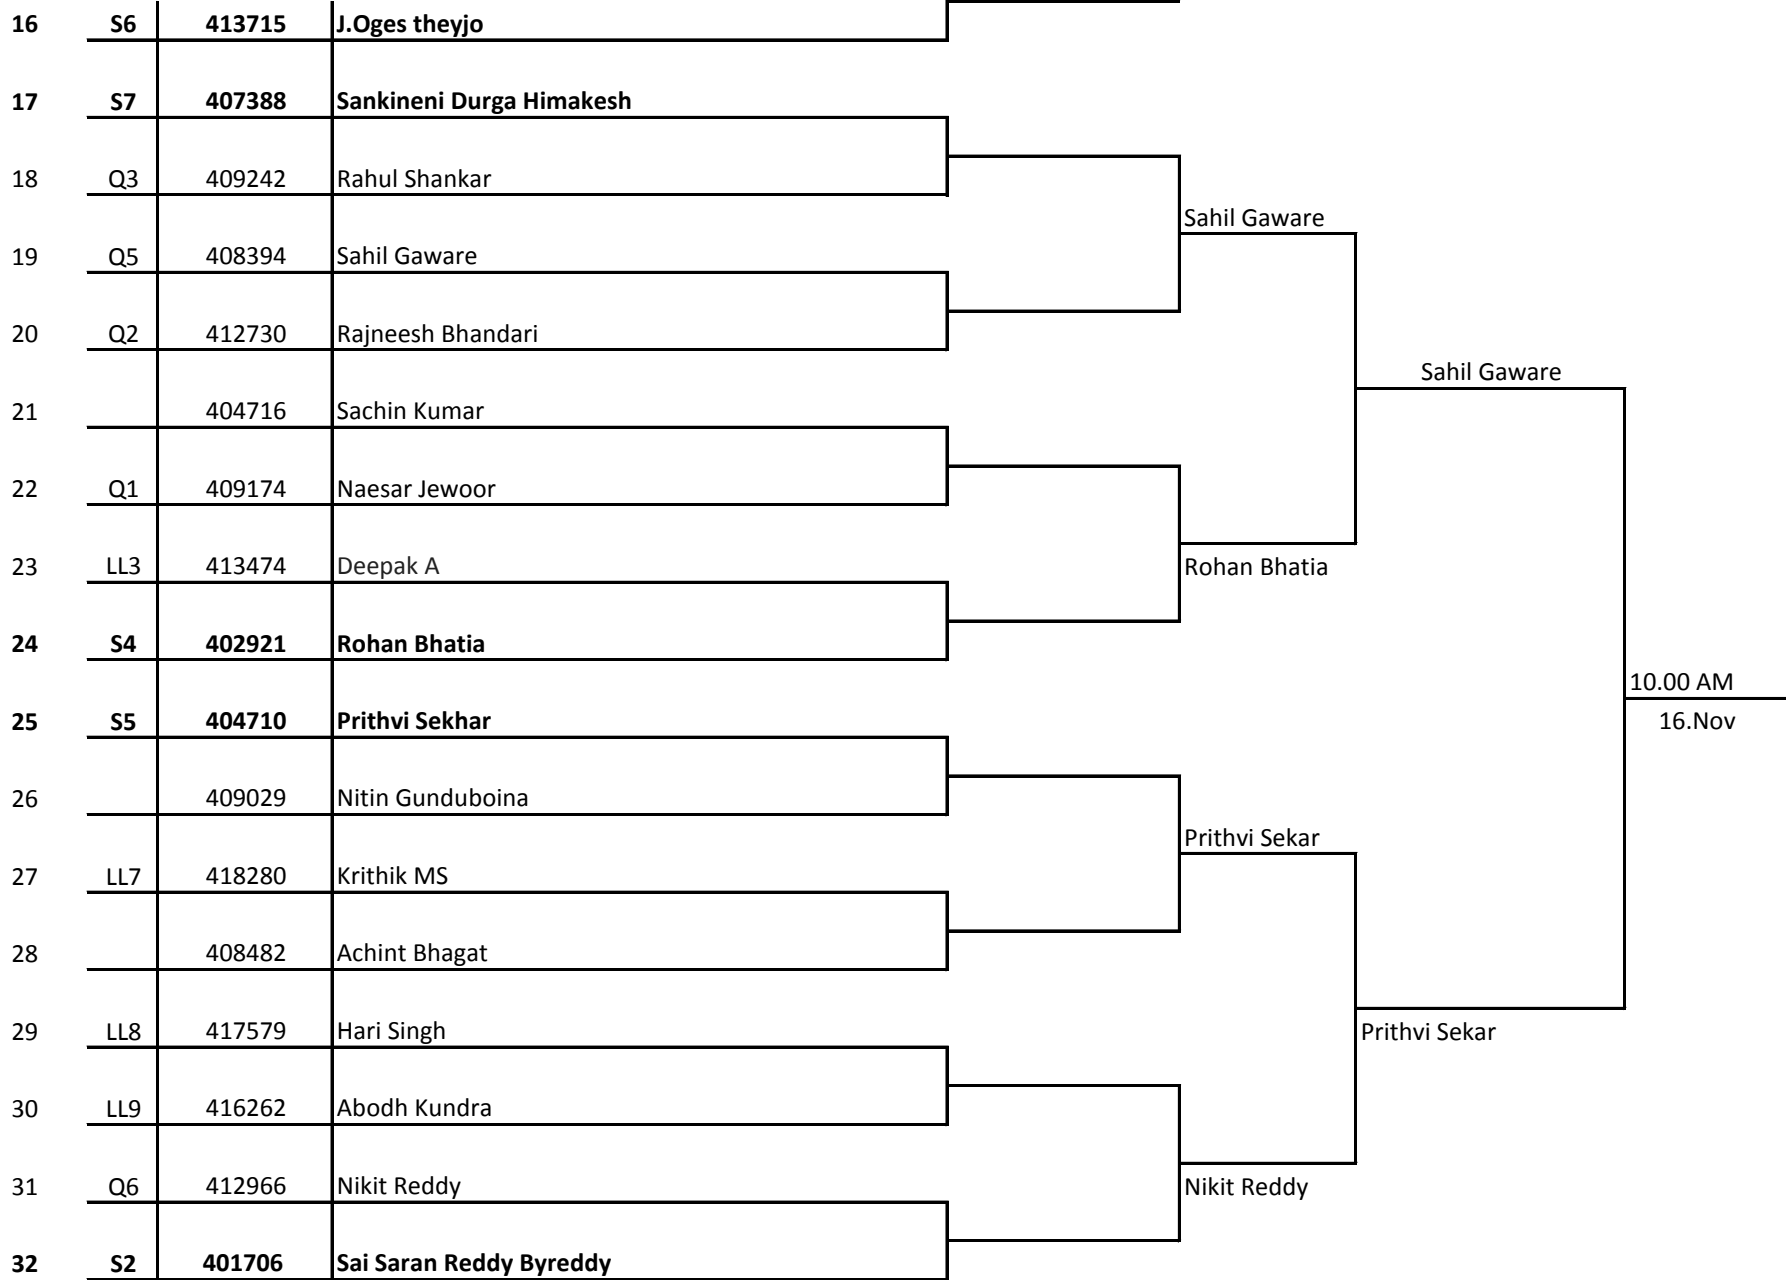 16 S6 413715 J.Oges theyjo
17 S7 407388 Sankineni Durga Himakesh
18 Q3 409242 Rahul Shankar
Sahil Gaware
19 Q5 408394 Sahil Gaware
20 Q2 412730 Rajneesh Bhandari
Sahil Gaware
21 404716 Sachin Kumar
22 Q1 409174 Naesar Jewoor
23 LL3 413474 Deepak A Rohan Bhatia
24 S4 402921 Rohan Bhatia
10.00 AM
25 S5 404710 Prithvi Sekhar 16.Nov
26 409029 Nitin Gunduboina
Prithvi Sekar
27 LL7 418280 Krithik MS
28 408482 Achint Bhagat
29 LL8 417579 Hari Singh Prithvi Sekar
30 LL9 416262 Abodh Kundra
31 Q6 412966 Nikit Reddy Nikit Reddy
32 S2 401706 Sai Saran Reddy Byreddy